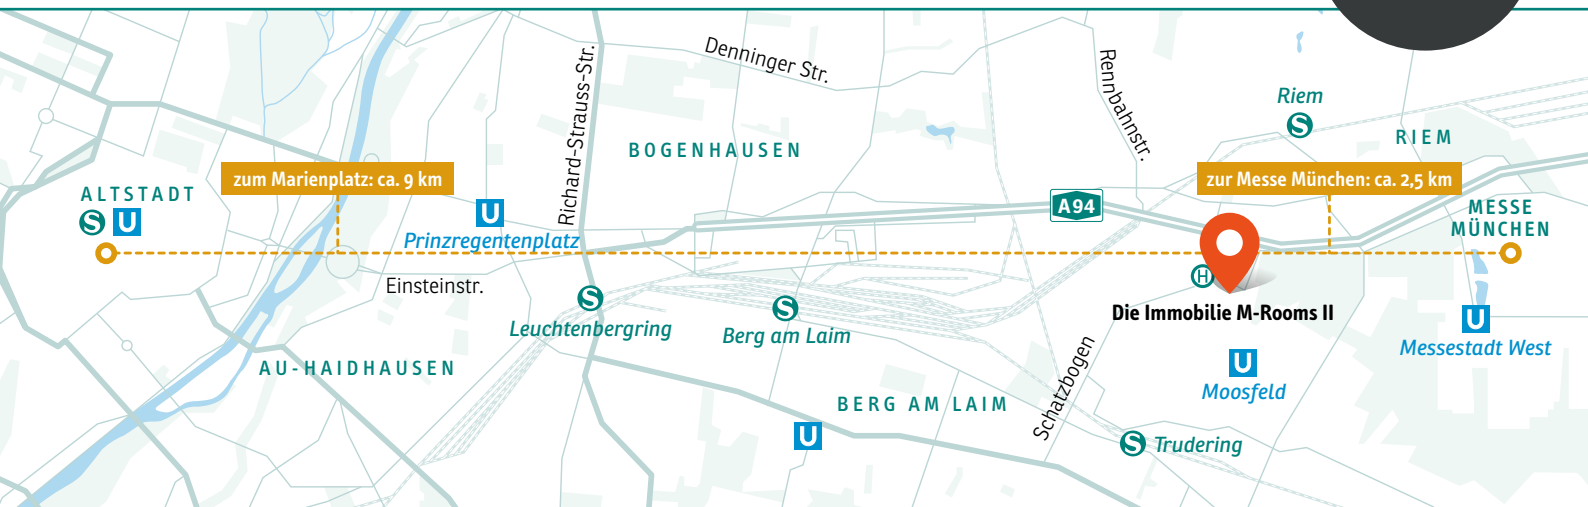 Denninger Str.
Richard-Strauss-Str.
Rennbahnstr.
Riem
S
RIEM
BOGENHAUSEN
zum Marienplatz: ca. 9 km
zur Messe München: ca. 2,5 km
ALTSTADT
S U
U
Prinzregentenplatz
A94
MESSE
MÜNCHEN
Einsteinstr.
H
S
Leuchtenbergring
S
Berg am Laim
Die Immobilie M-Rooms II
U
Messestadt West
AU-HAIDHAUSEN
Schatzbogen
U
Moosfeld
BERG AM LAIM
U
S Trudering